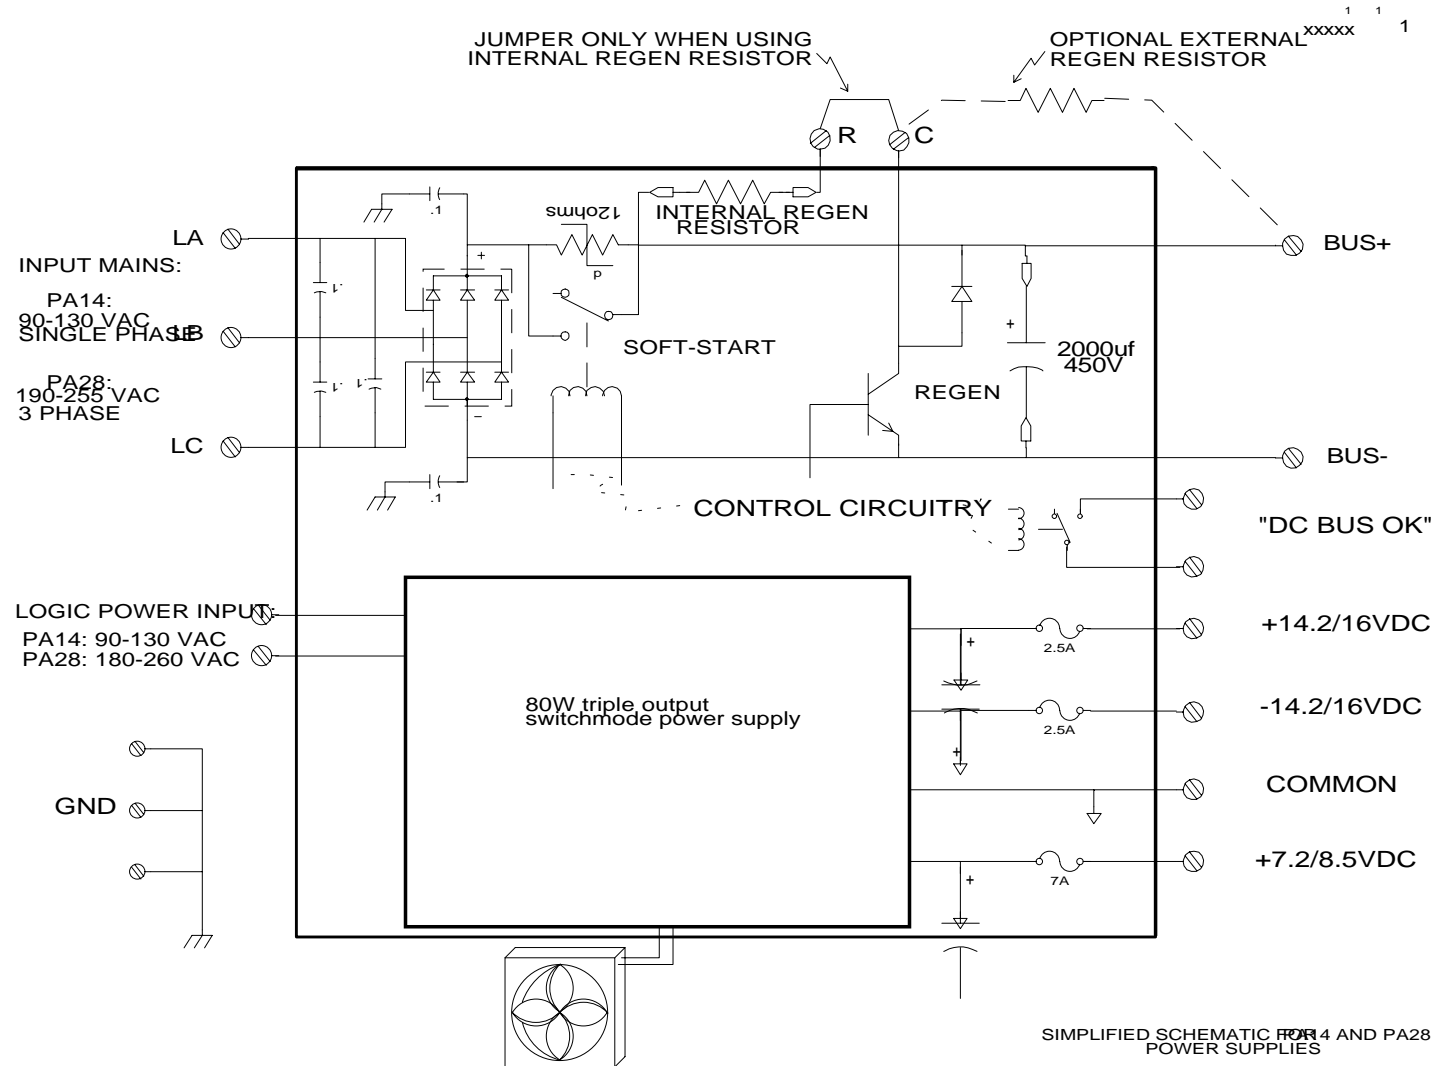 1 1
xxxxx 1
JUMPER ONLY WHEN USING
INTERNAL REGEN RESISTOR
OPTIONAL EXTERNAL
REGEN RESISTOR
R
C
.1
12ohms
INTERNAL REGEN
RESISTOR
LA
BUS+
INPUT MAINS:
+
p
.1
PA14:
90-130 VAC
SINGLE PHASE
LB
+
SOFT-START
2000uf
450V
PA28:
190-255 VAC
3 PHASE
.1
.1
REGEN
–
LC
BUS-
.1
CONTROL CIRCUITRY
"DC BUS OK"
LOGIC POWER INPUT:
PA14: 90-130 VAC
PA28: 180-260 VAC
+14.2/16VDC
+
2.5A
80W triple output
switchmode power supply
-14.2/16VDC
2.5A
+
COMMON
GND
+7.2/8.5VDC
+
7A
SIMPLIFIED SCHEMATIC FOR PA14 AND PA28
POWER SUPPLIES